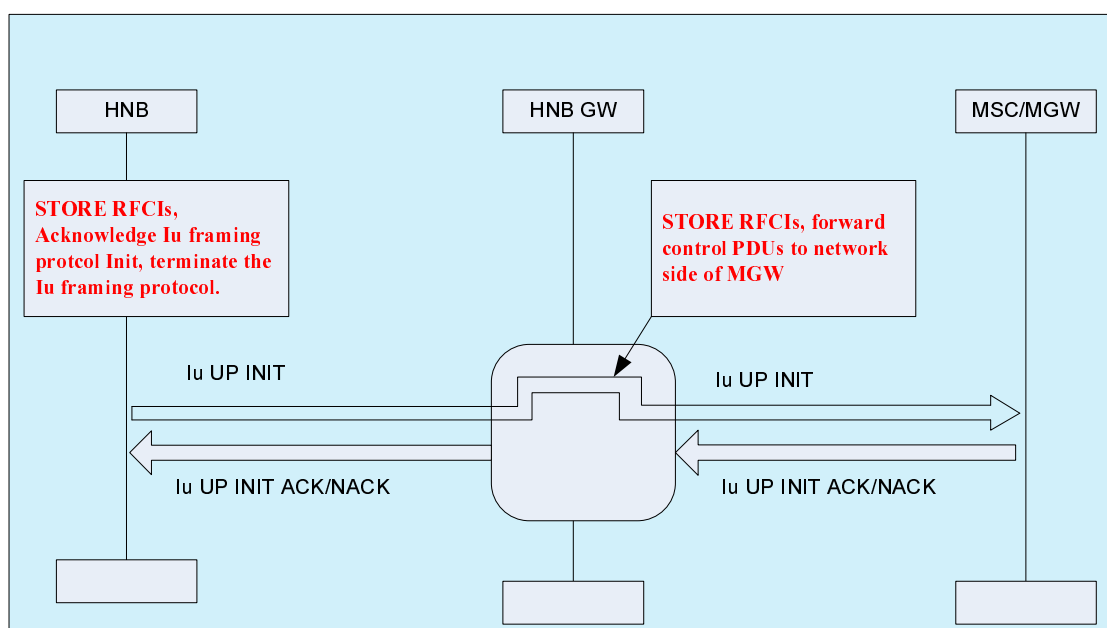 HNB
HNB GW
MSC/MGW
STORE RFCIs,
Acknowledge Iu framing
protcol Init, terminate the
Iu framing protocol.
STORE RFCIs, forward
control PDUs to network
side of MGW
Iu UP INIT
Iu UP INIT
Iu UP INIT ACK/NACK
Iu UP INIT ACK/NACK